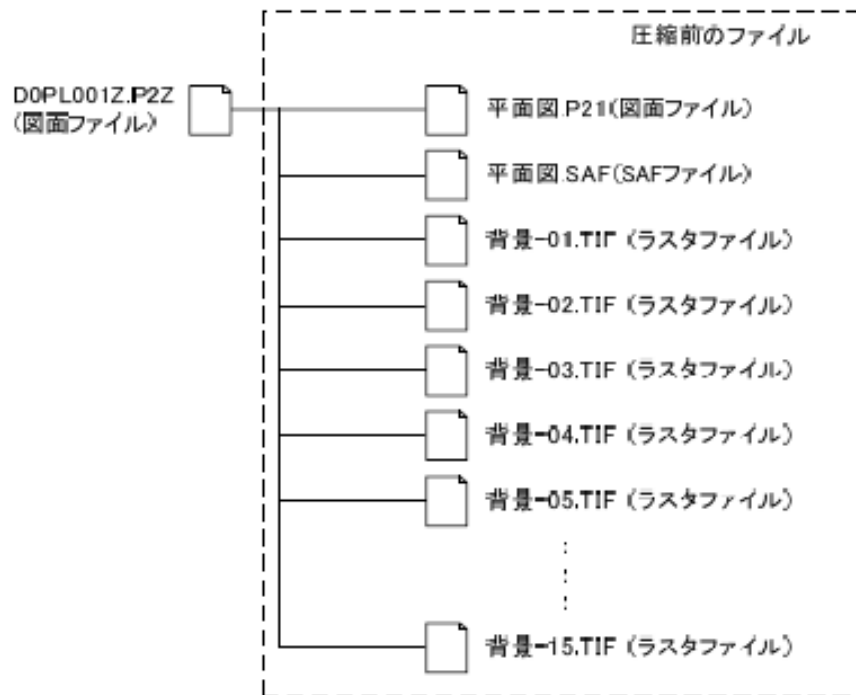 圧縮前のファイル
D0PL001Z.P2Z
(図面ファイル)
平面図.P21(図面ファイル)
平面図.SAF(SAFファイル)
背景-01.TIF (ラスタファイル)
背景-02.TIF (ラスタファイル)
背景-03.TIF (ラスタファイル)
背景-04.TIF (ラスタファイル)
背景-05.TIF (ラスタファイル)
背景-15.TIF (ラスタファイル)